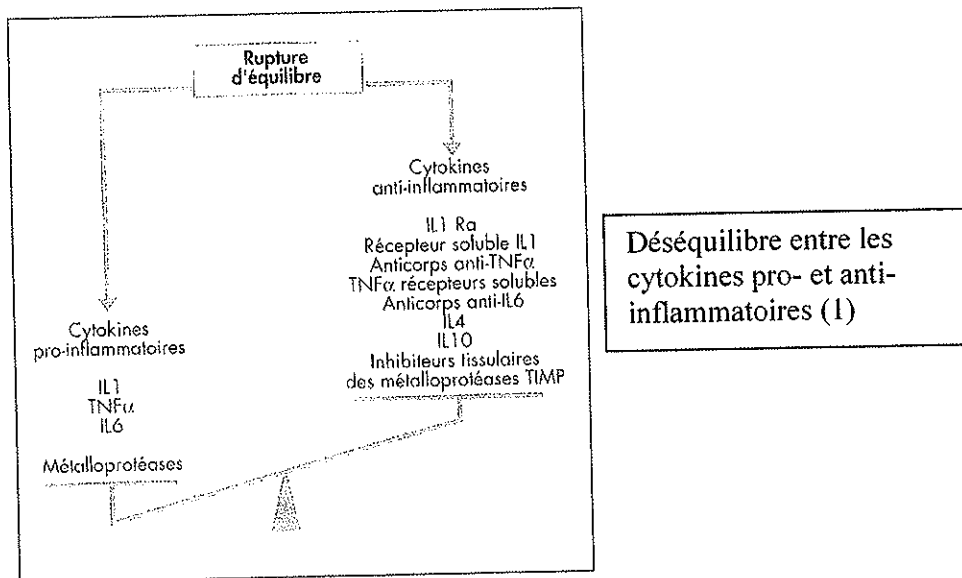 Rupture
d'équilibre
Cytokines
anti-inflammatoires
IL1 Ra
Récepteur soluble IL1
Anticorps anti-TNFα
TNFα récepteurs solubles
Anticorps anti-IL6
IL4
IL10
Inhibiteurs tissulaires
des métalloprotéases TIMP
Cytokines
pro-inflammatoires
IL1
TNFα
IL6
Métalloprotéases
Déséquilibre entre les
cytokines pro- et anti-
inflammatoires (1)